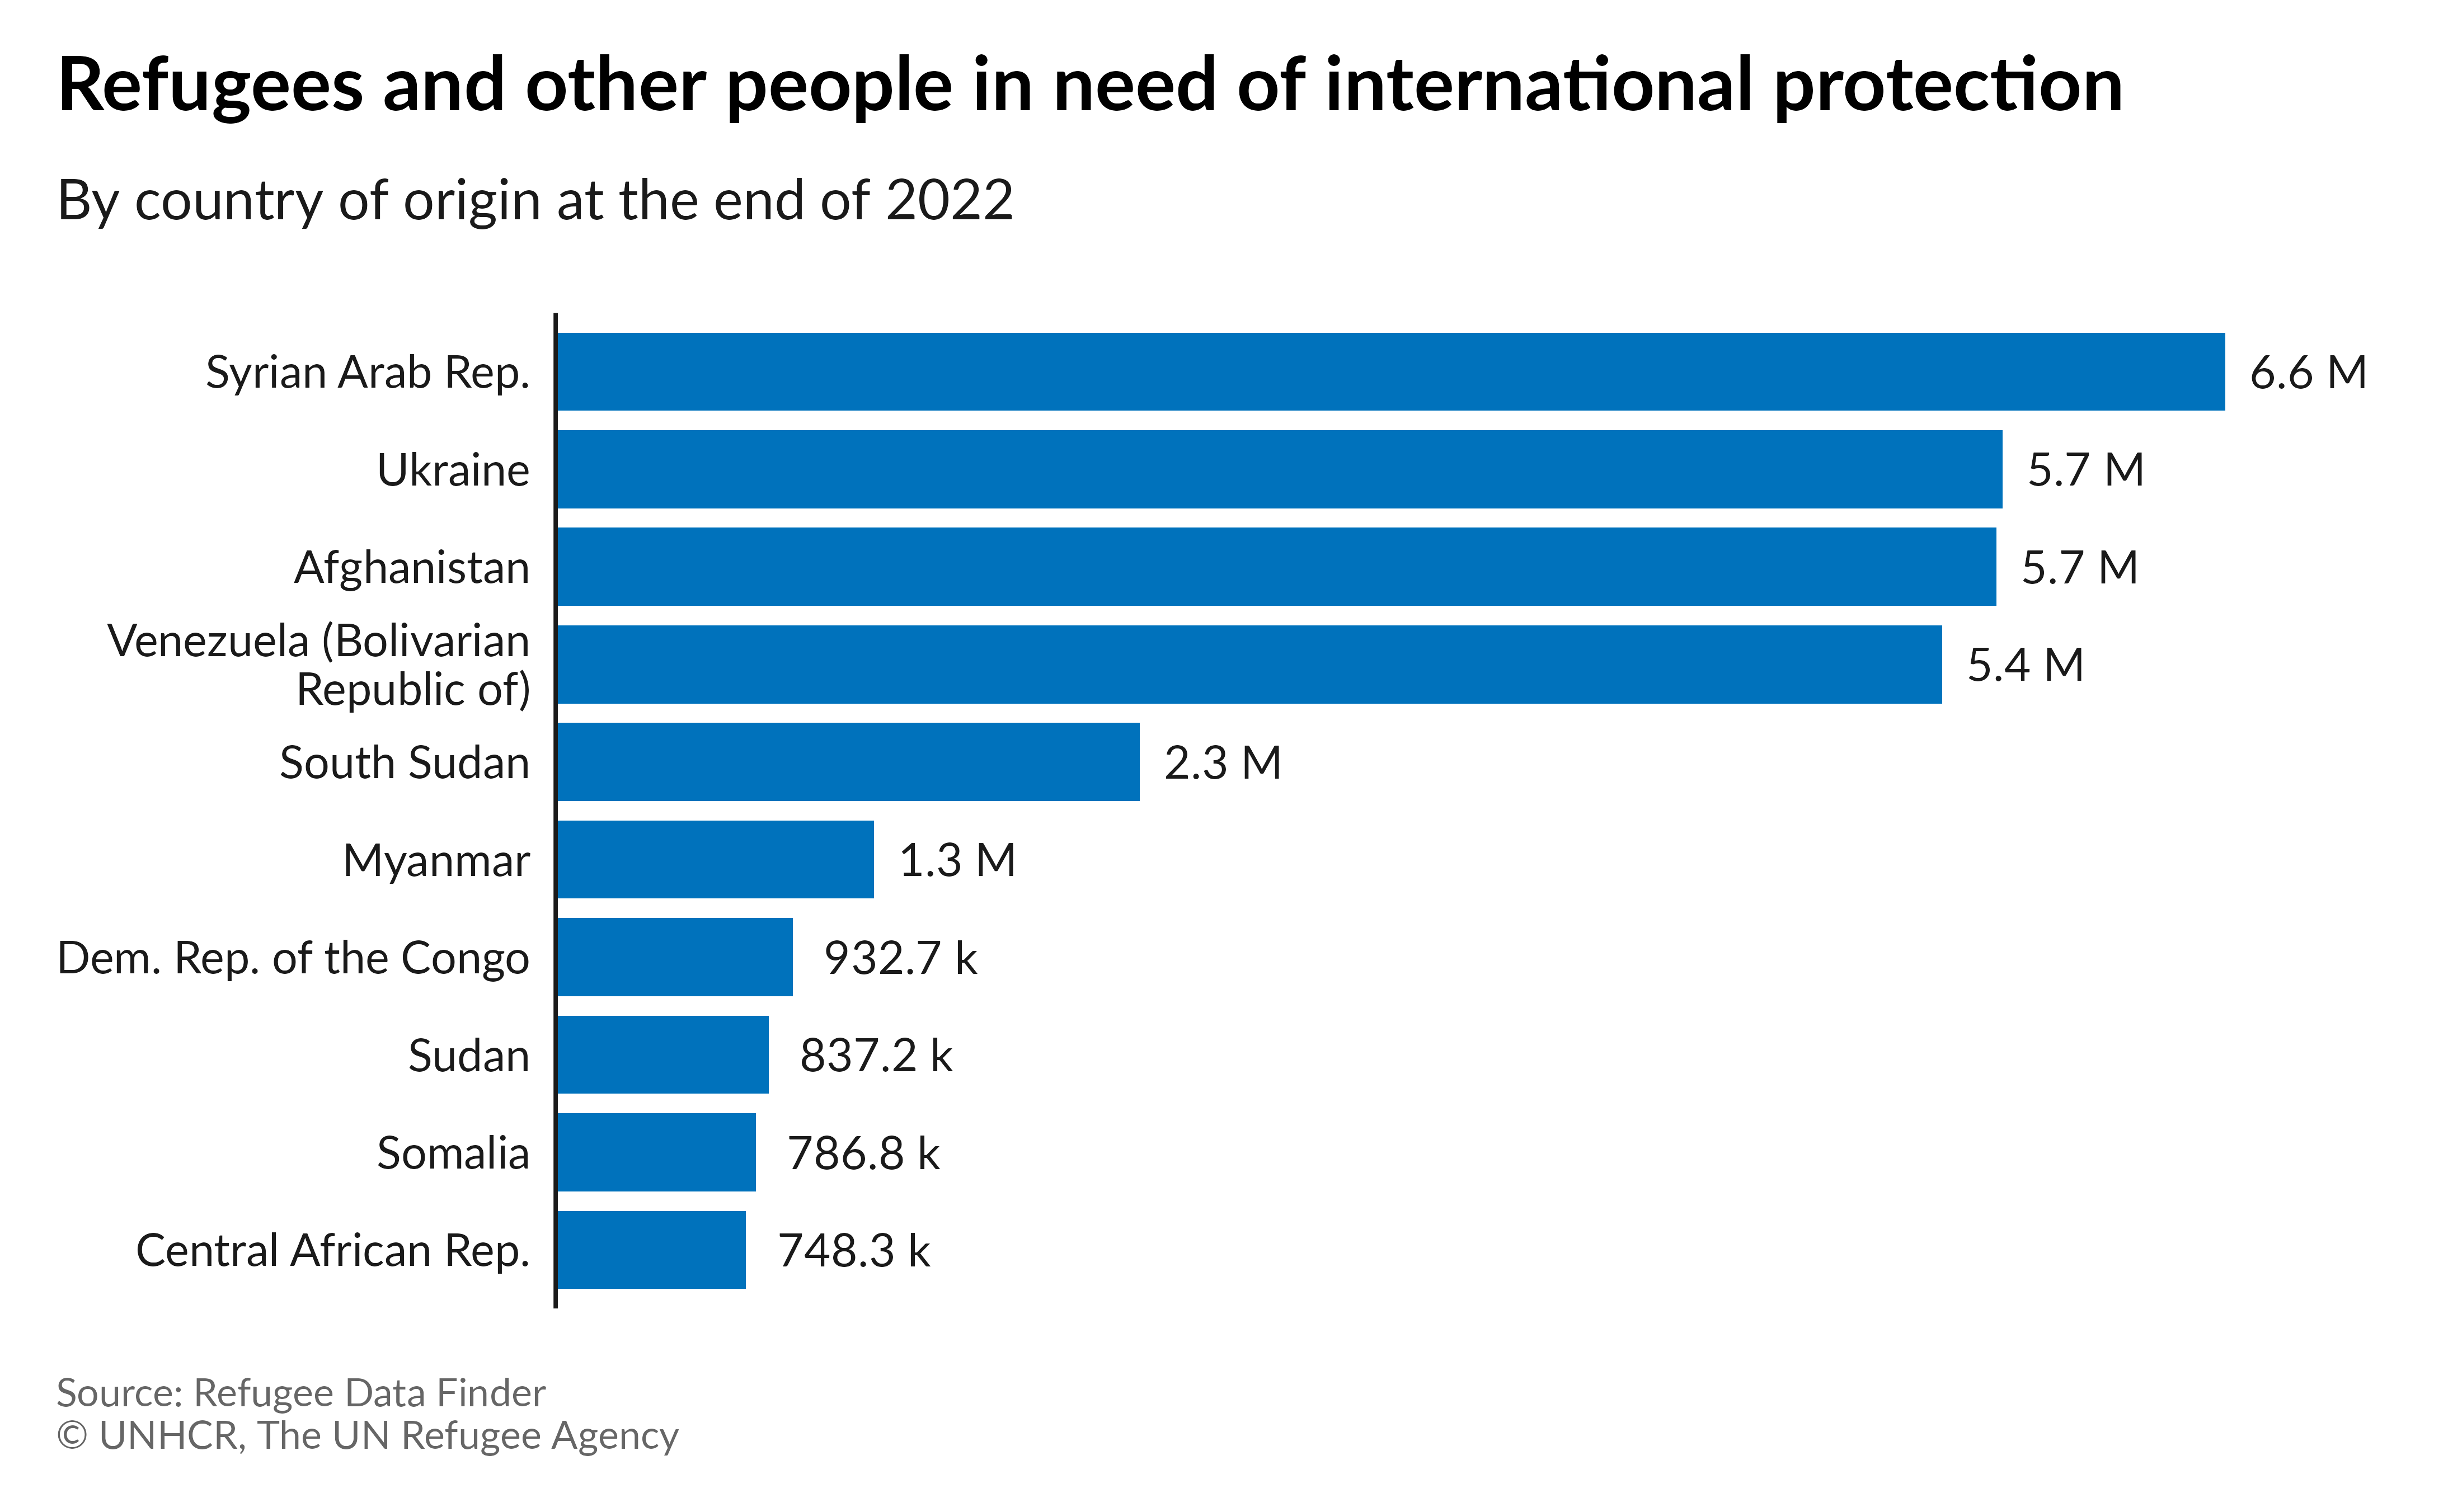 Refugees and other people in need of international protection
By country of origin at the end of 2022
Syrian Arab Rep. 6.6 M
Ukraine 5.7 M
Afghanistan 5.7 M
Venezuela (Bolivarian
Republic of) 5.4 M
South Sudan 2.3 M
Myanmar 1.3 M
Dem. Rep. of the Congo 932.7 k
Sudan 837.2 k
Somalia 786.8 k
Central African Rep. 748.3 k
Source: Refugee Data Finder
© UNHCR, The UN Refugee Agency